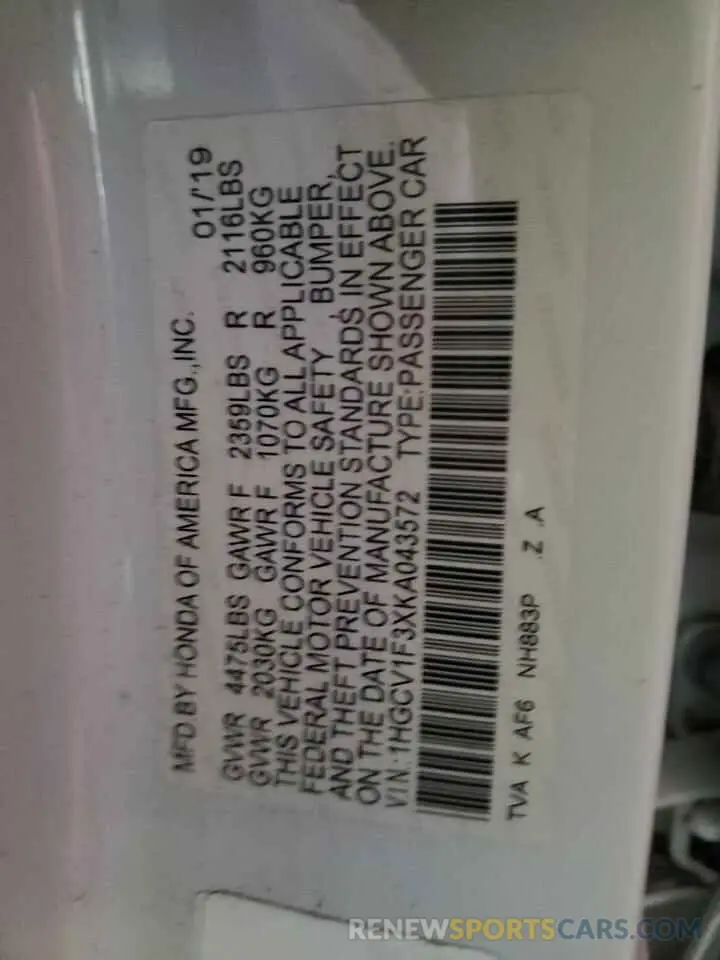 MFD BY HONDA OF AMERICA MFG.,INC. 01/19
GVWR 4475LBS GAWR F 2359LBS R 2116LBS
GVWR 2030KG GAWR F 1070KG R 960KG
THIS VEHICLE CONFORMS TO ALL APPLICABLE
FEDERAL MOTOR VEHICLE SAFETY , BUMPER,
AND THEFT PREVENTION STANDARDS IN EFFECT
ON THE DATE OF MANUFACTURE SHOWN ABOVE.
VIN:1HGCV1F3XKA043572 TYPE:PASSENGER CAR
TVA K AF6 NH883P .Z .A
RENEWSPORTSCARS.COM